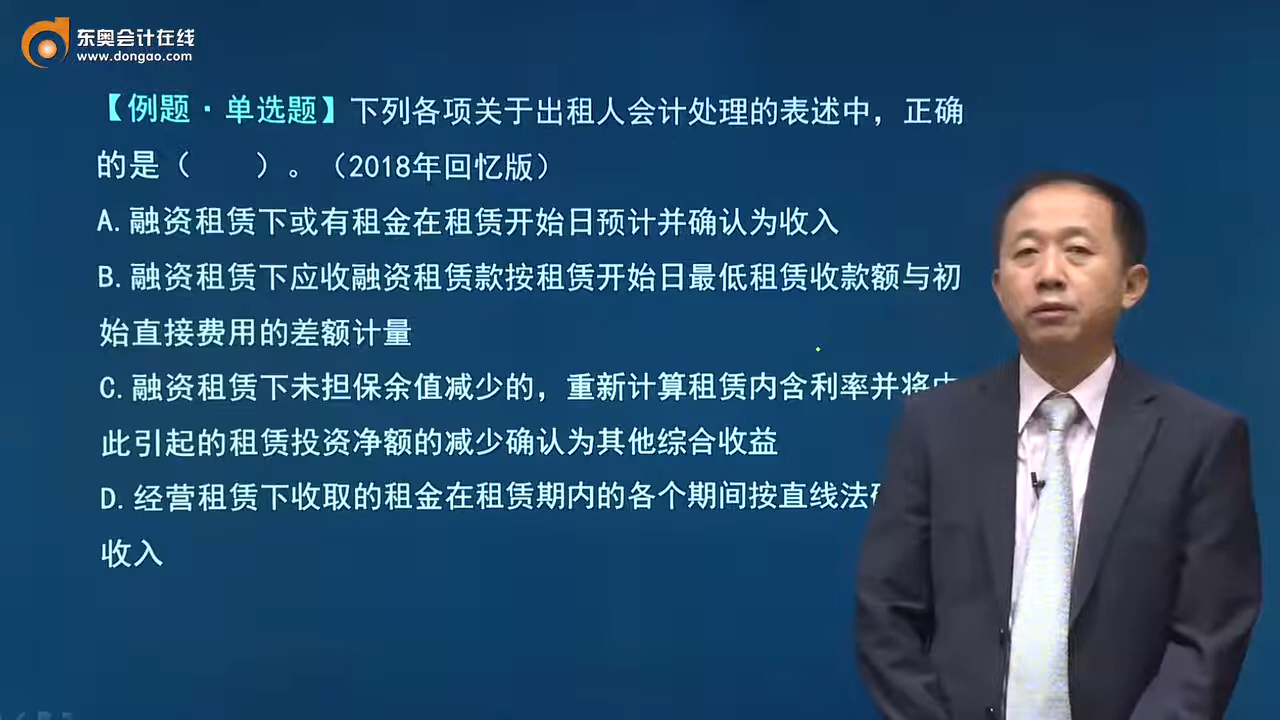 东奥会计在线
www.dongao.com
【例题·单选题】下列各项关于出租人会计处理的表述中，正确
的是（　　）。（2018年回忆版）
A.融资租赁下或有租金在租赁开始日预计并确认为收入
B.融资租赁下应收融资租赁款按租赁开始日最低租赁收款额与初
始直接费用的差额计量
C.融资租赁下未担保余值减少的，重新计算租赁内含利率并将
此引起的租赁投资净额的减少确认为其他综合收益
D.经营租赁下收取的租金在租赁期内的各个期间按直线法
收入